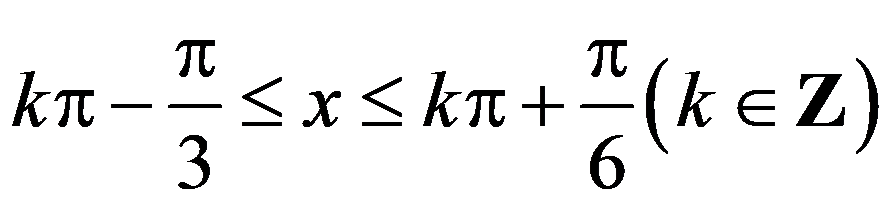 kπ − π/3 ≤ x ≤ kπ + π/6 (k ∈ Z)